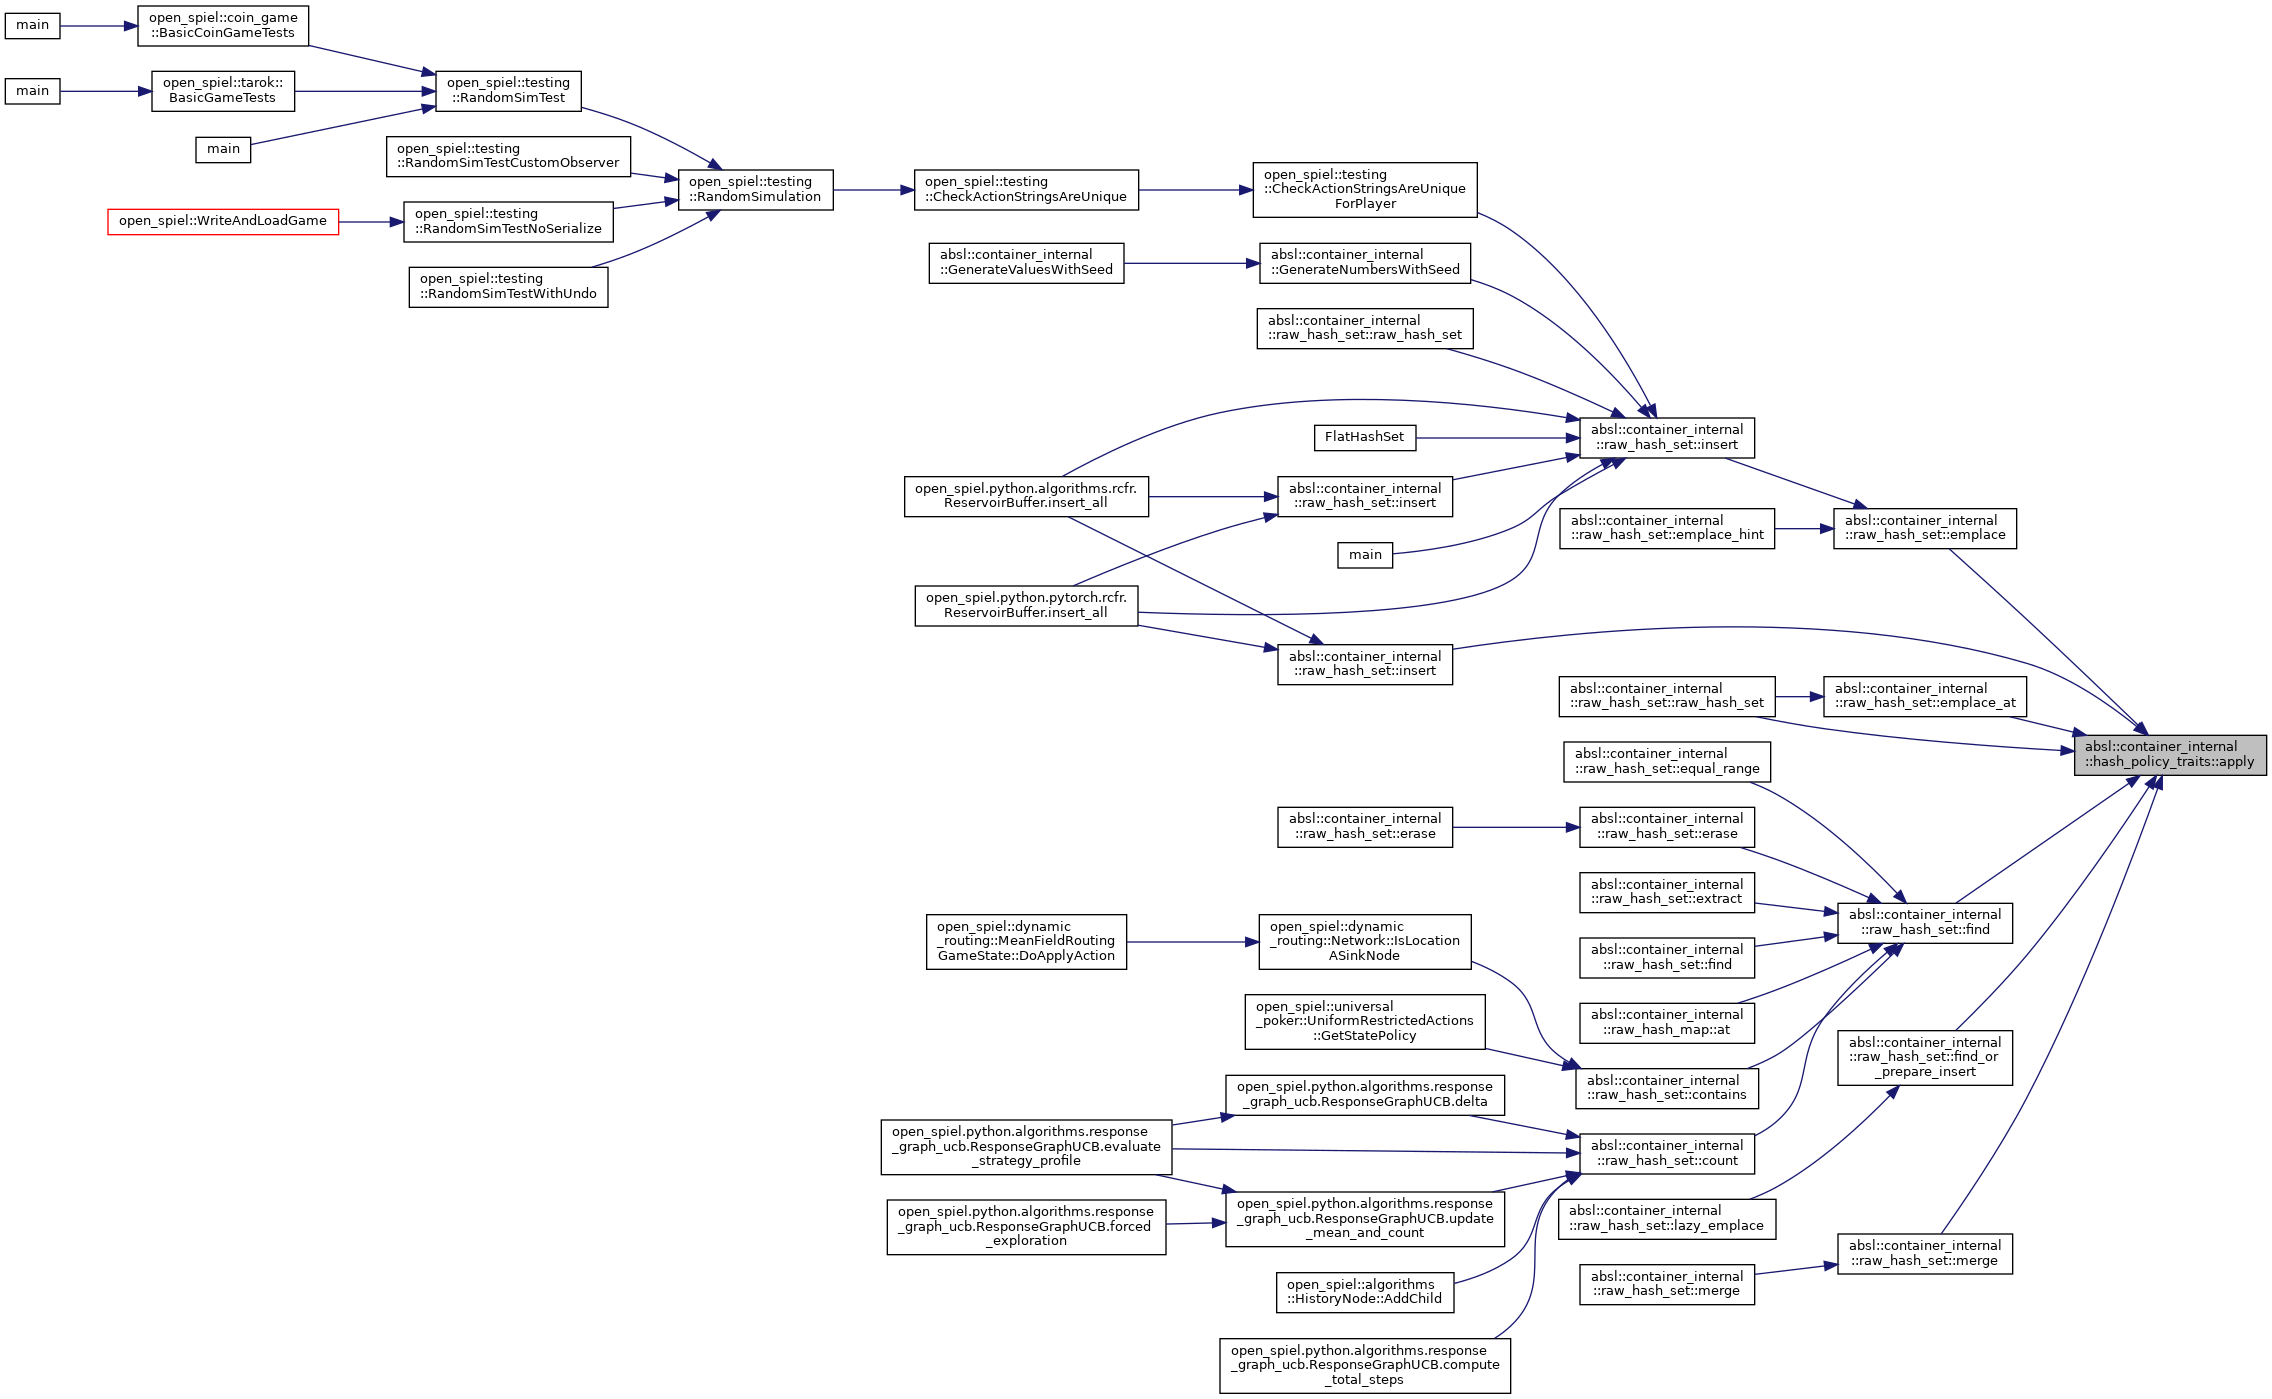 main
open_spiel::coin_game
::BasicCoinGameTests
main
open_spiel::tarok::
BasicGameTests
open_spiel::testing
::RandomSimTest
main
open_spiel::testing
::RandomSimTestCustomObserver
open_spiel::WriteAndLoadGame
open_spiel::testing
::RandomSimTestNoSerialize
open_spiel::testing
::RandomSimTestWithUndo
open_spiel::testing
::RandomSimulation
open_spiel::testing
::CheckActionStringsAreUnique
open_spiel::testing
::CheckActionStringsAreUnique
ForPlayer
absl::container_internal
::GenerateValuesWithSeed
absl::container_internal
::GenerateNumbersWithSeed
absl::container_internal
::raw_hash_set::raw_hash_set
absl::container_internal
::raw_hash_set::insert
FlatHashSet
open_spiel.python.algorithms.rcfr.
ReservoirBuffer.insert_all
absl::container_internal
::raw_hash_set::insert
absl::container_internal
::raw_hash_set::emplace_hint
absl::container_internal
::raw_hash_set::emplace
main
open_spiel.python.pytorch.rcfr.
ReservoirBuffer.insert_all
absl::container_internal
::raw_hash_set::insert
absl::container_internal
::raw_hash_set::raw_hash_set
absl::container_internal
::raw_hash_set::emplace_at
absl::container_internal
::hash_policy_traits::apply
absl::container_internal
::raw_hash_set::equal_range
absl::container_internal
::raw_hash_set::erase
absl::container_internal
::raw_hash_set::erase
absl::container_internal
::raw_hash_set::extract
absl::container_internal
::raw_hash_set::find
absl::container_internal
::raw_hash_set::find
open_spiel::dynamic
_routing::MeanFieldRouting
GameState::DoApplyAction
open_spiel::dynamic
_routing::Network::IsLocation
ASinkNode
absl::container_internal
::raw_hash_map::at
open_spiel::universal
_poker::UniformRestrictedActions
::GetStatePolicy
absl::container_internal
::raw_hash_set::find_or
_prepare_insert
absl::container_internal
::raw_hash_set::contains
open_spiel.python.algorithms.response
_graph_ucb.ResponseGraphUCB.delta
open_spiel.python.algorithms.response
_graph_ucb.ResponseGraphUCB.evaluate
_strategy_profile
absl::container_internal
::raw_hash_set::count
open_spiel.python.algorithms.response
_graph_ucb.ResponseGraphUCB.forced
_exploration
open_spiel.python.algorithms.response
_graph_ucb.ResponseGraphUCB.update
_mean_and_count
absl::container_internal
::raw_hash_set::lazy_emplace
absl::container_internal
::raw_hash_set::merge
absl::container_internal
::raw_hash_set::merge
open_spiel::algorithms
::HistoryNode::AddChild
open_spiel.python.algorithms.response
_graph_ucb.ResponseGraphUCB.compute
_total_steps